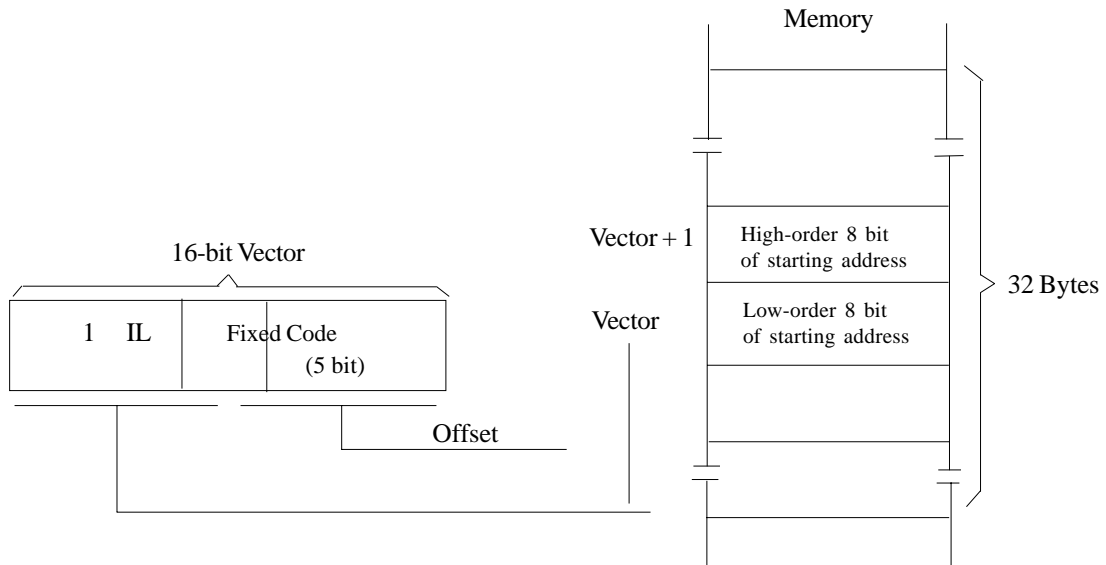 Memory
16-bit Vector
1 IL Fixed Code
(5 bit)
Offset
Vector + 1
High-order 8 bit
of starting address
Vector
Low-order 8 bit
of starting address
32 Bytes